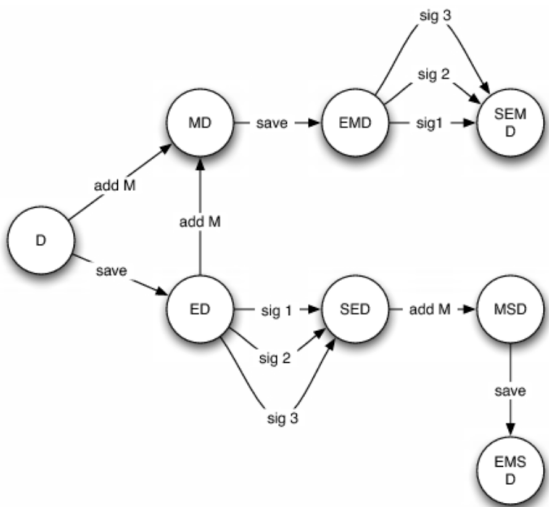 sig 3
sig 2
MD
save
EMD
sig1
SEM
D
add M
D
add M
save
ED
sig 1
SED
add M
MSD
sig 2
save
sig 3
EMS
D